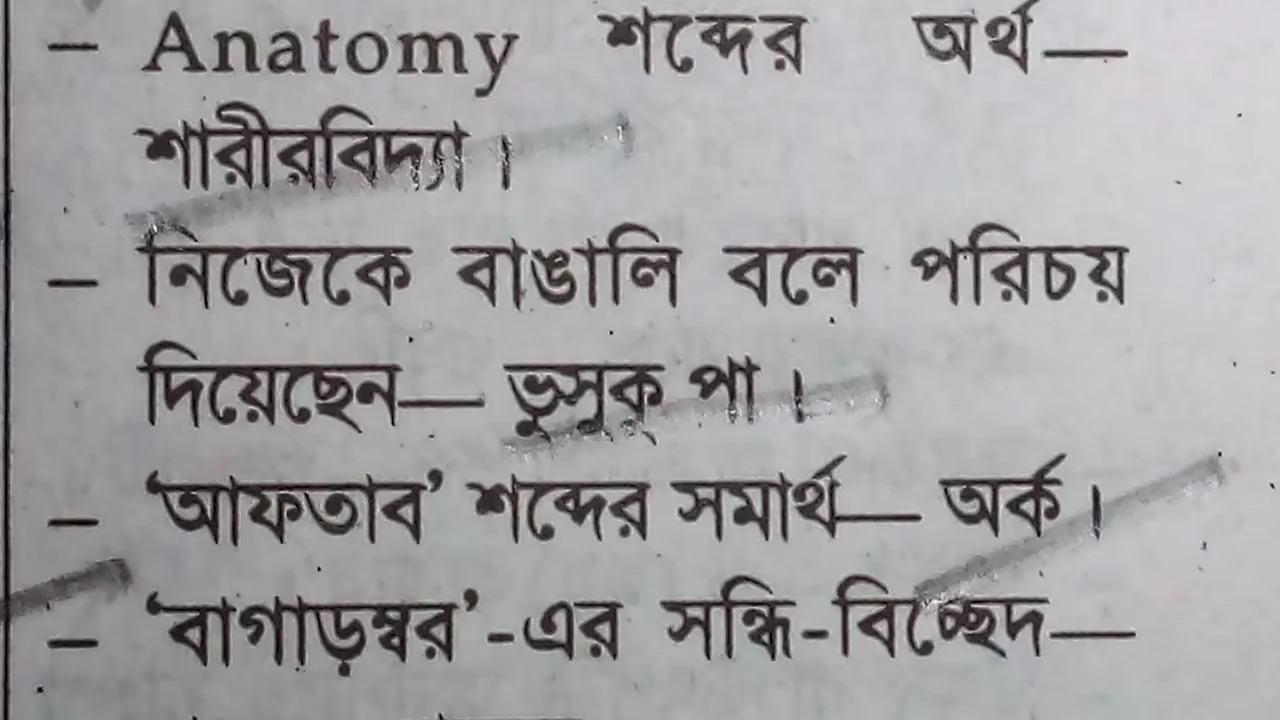 – Anatomy শব্দের অর্থ—
শারীরবিদ্যা।
– নিজেকে বাঙালি বলে পরিচয়
দিয়েছেন— ভুসুকু পা।
– ‘আফতাব’ শব্দের সমার্থ— অর্ক।
– ‘বাগাড়ম্বর’-এর সন্ধি-বিচ্ছেদ—